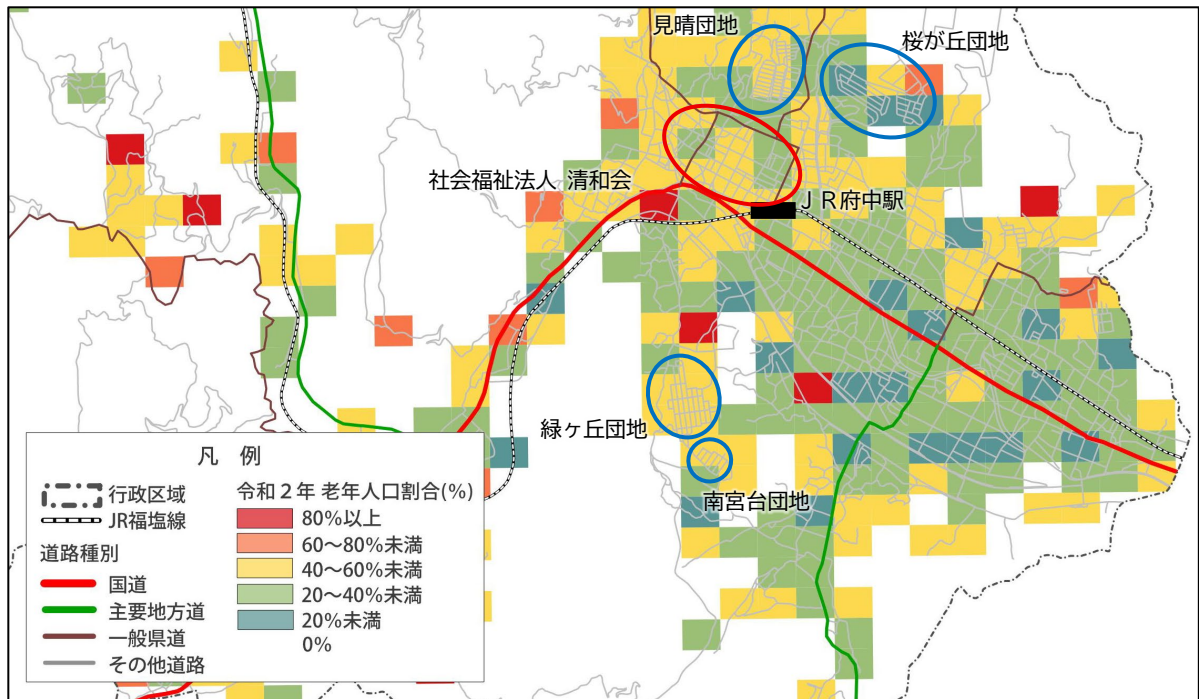 見晴団地
桜が丘団地
社会福祉法人 清和会
JR府中駅
緑ヶ丘団地
南宮台団地
凡 例
行政区域
JR福塩線
道路種別
国道
主要地方道
一般県道
その他道路
令和2年 老年人口割合(%)
80%以上
60～80%未満
40～60%未満
20～40%未満
20%未満
0%